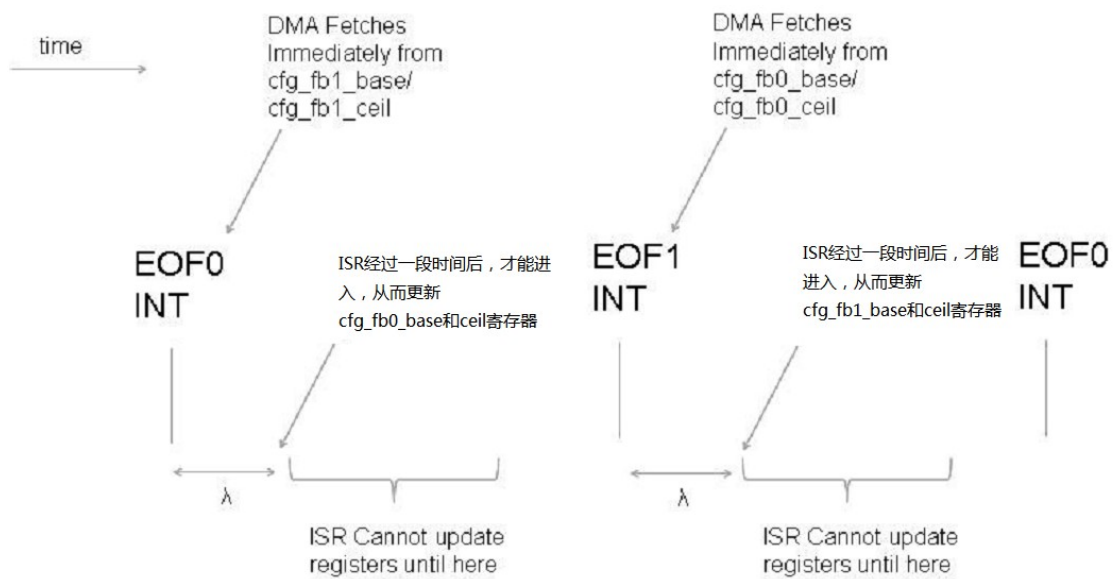 time
DMA Fetches
Immediately from
cfg_fb1_base/
cfg_fb1_ceil
DMA Fetches
Immediately from
cfg_fb0_base/
cfg_fb0_ceil
EOF0
INT
ISR经过一段时间后，才能进
入，从而更新
cfg_fb0_base和ceil寄存器
EOF1
INT
ISR经过一段时间后，才能
进入，从而更新
cfg_fb1_base和ceil寄存器
EOF0
INT
λ
λ
ISR Cannot update
registers until here
ISR Cannot update
registers until here